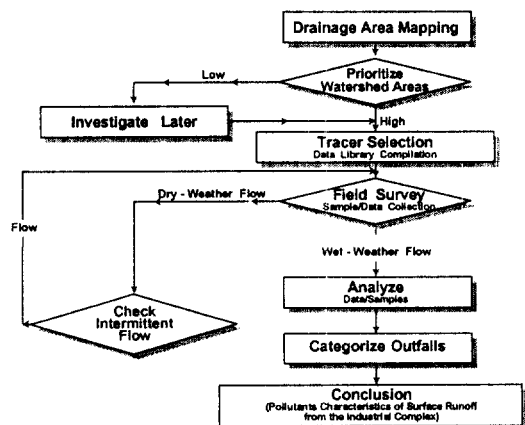 Drainage Area Mapping
Low
Prioritize
Watershed Areas
Investigate Later
High
Tracer Selection
Data Library Compilation
Dry - Weather Flow
Field Survey
Sample/Data Collection
Flow
Wet - Weather Flow
Check
Intermittent
Flow
Analyze
Data/Samples
Categorize Outfalls
Conclusion
(Pollutants Characteristics of Surface Runoff
from the Industrial Complex)